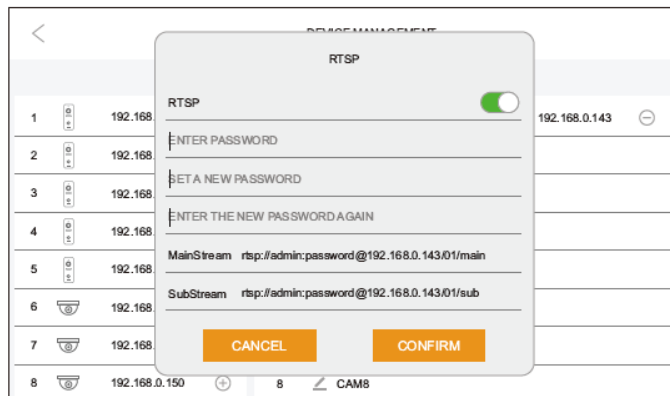 DEVICE MANAGEMENT
RTSP
RTSP
192.168.0.143
1 192.168.
ENTER PASSWORD
2 192.168.
SET A NEW PASSWORD
3 192.168.
ENTER THE NEW PASSWORD AGAIN
4 192.168.
MainStream rtsp://admin:password@192.168.0.143/01/main
5 192.168.
SubStream rtsp://admin:password@192.168.0.143/01/sub
6 192.168.
7 192.168.
CANCEL CONFIRM
8 192.168.0.150 8 CAM8